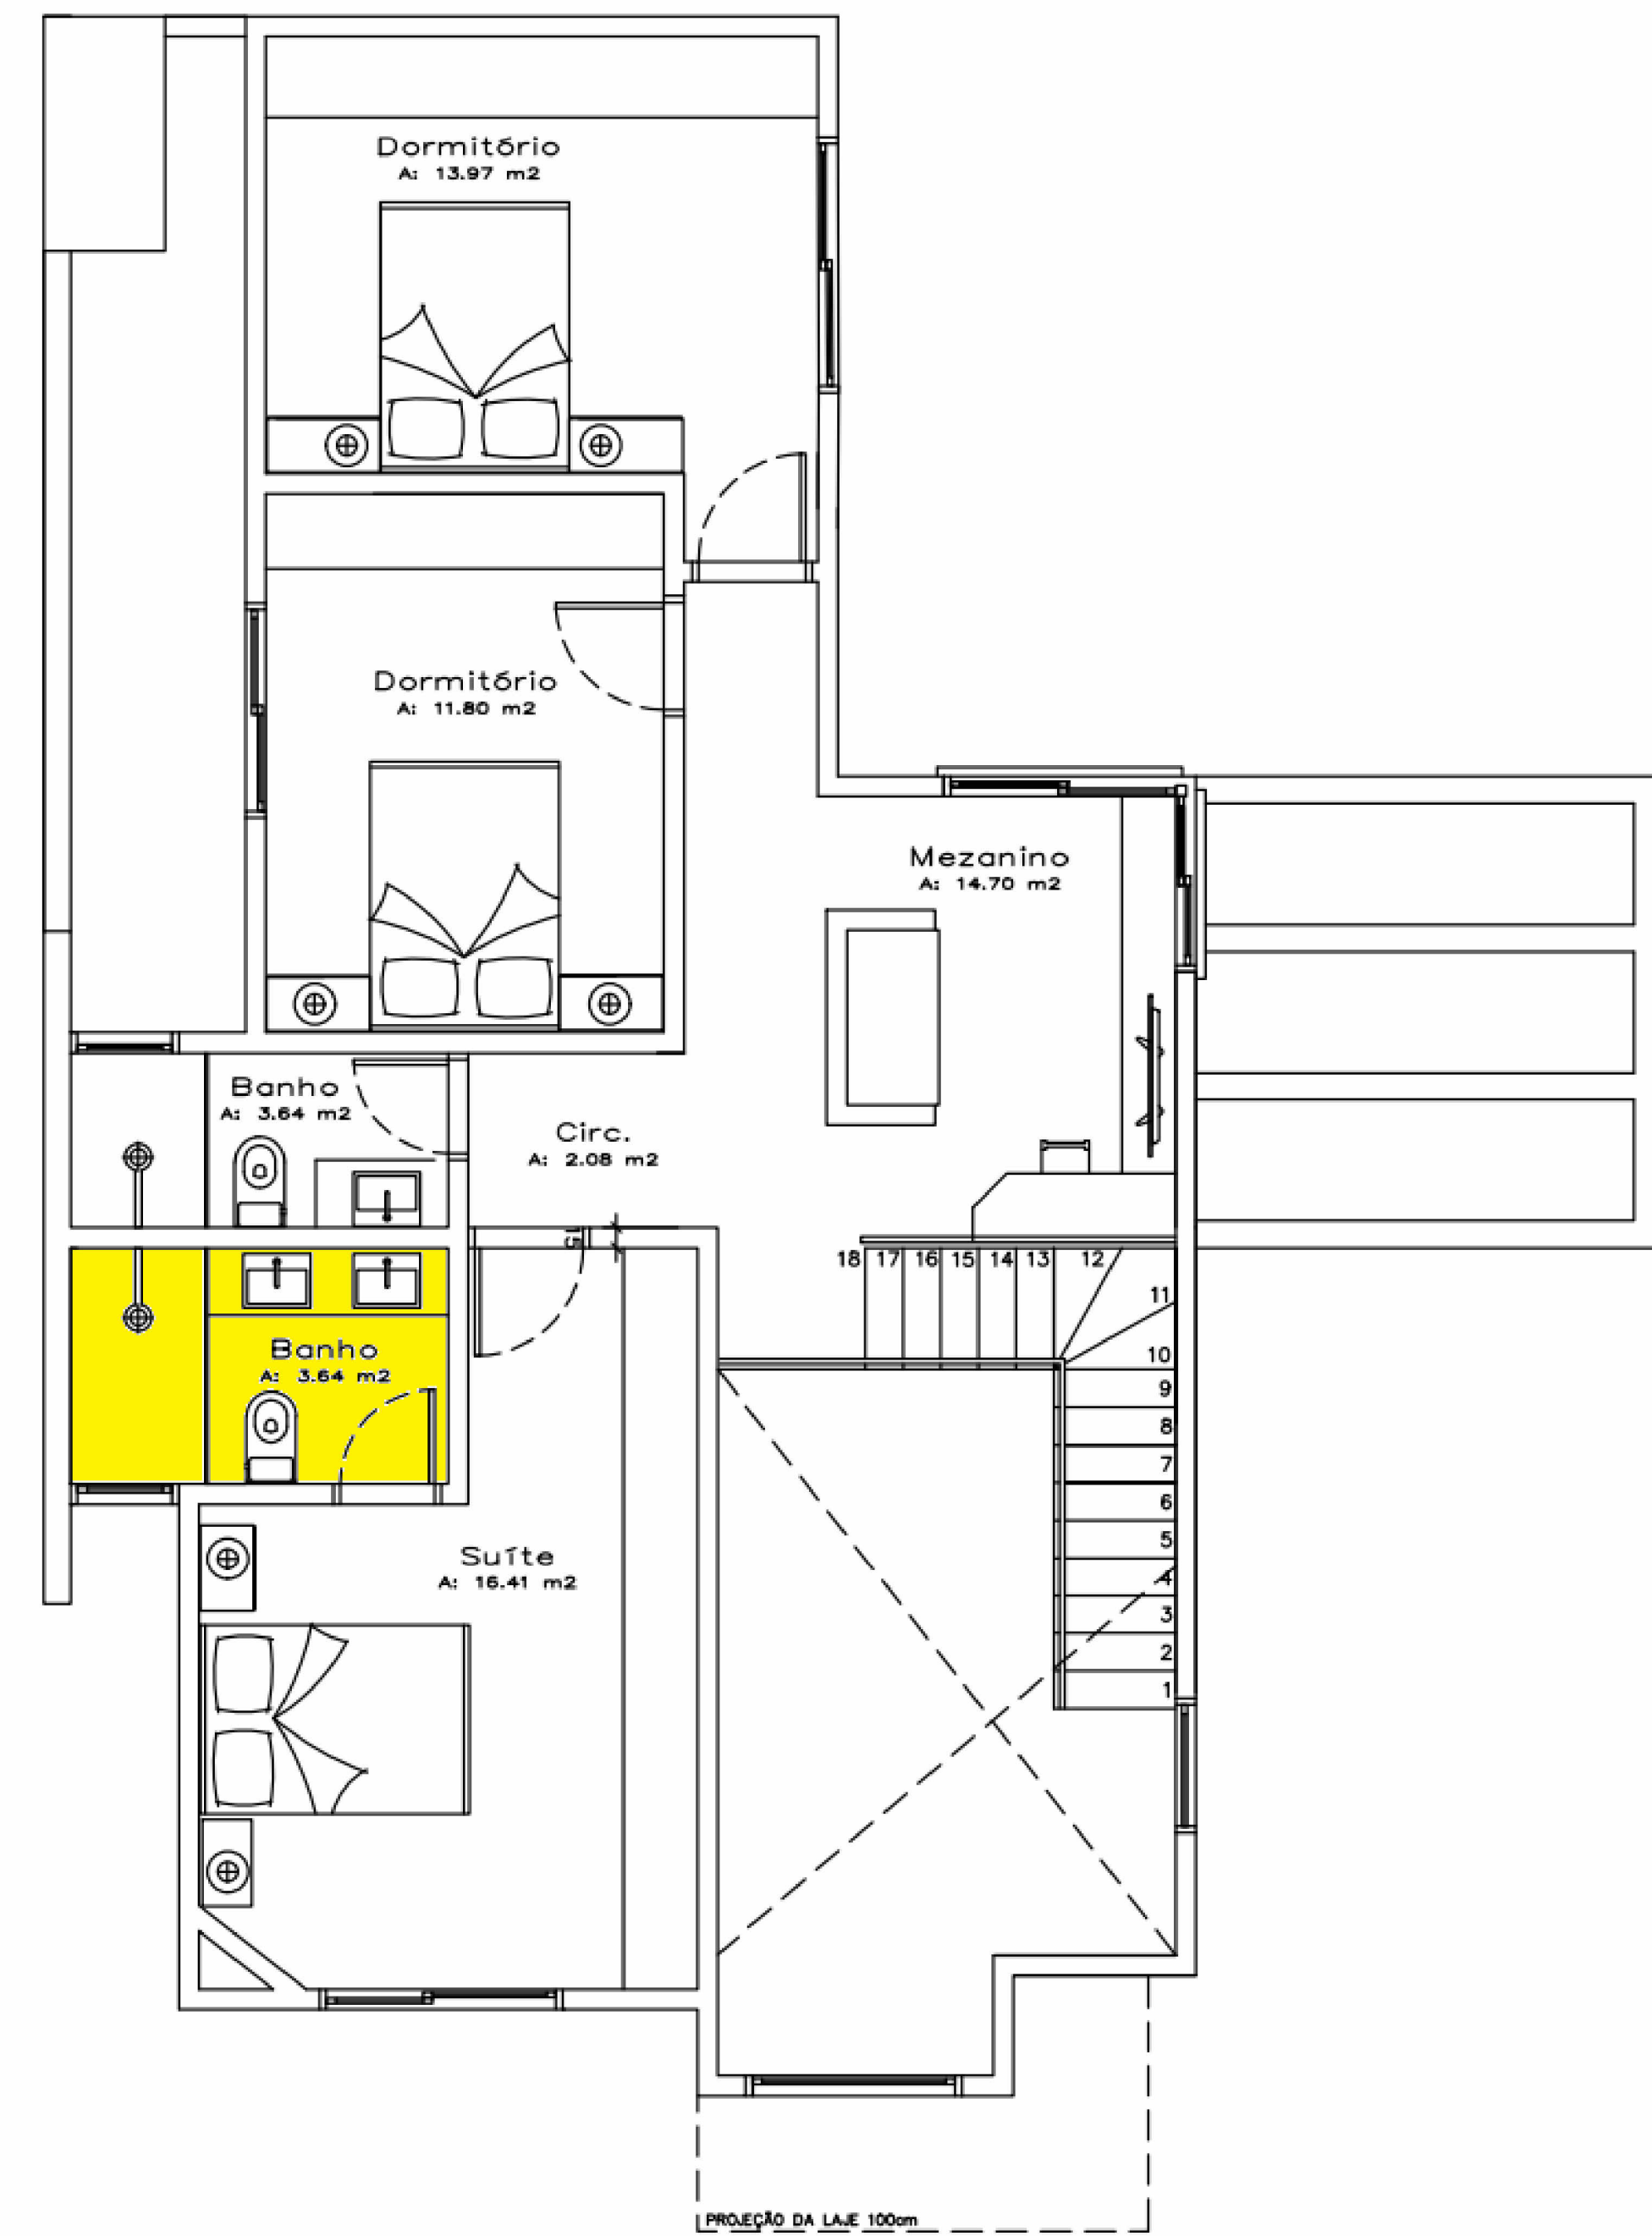 Dormitório
A: 13.97 m2
Dormitório
A: 11.80 m2
Mezanino
A: 14.70 m2
Banho
A: 3.64 m2
Circ.
A: 2.08 m2
15
18 17 16 15 14 13 12
11
10
9
8
7
6
5
4
3
2
1
Banho
A: 3.64 m2
Suíte
A: 16.41 m2
PROJEÇÃO DA LAJE 100cm